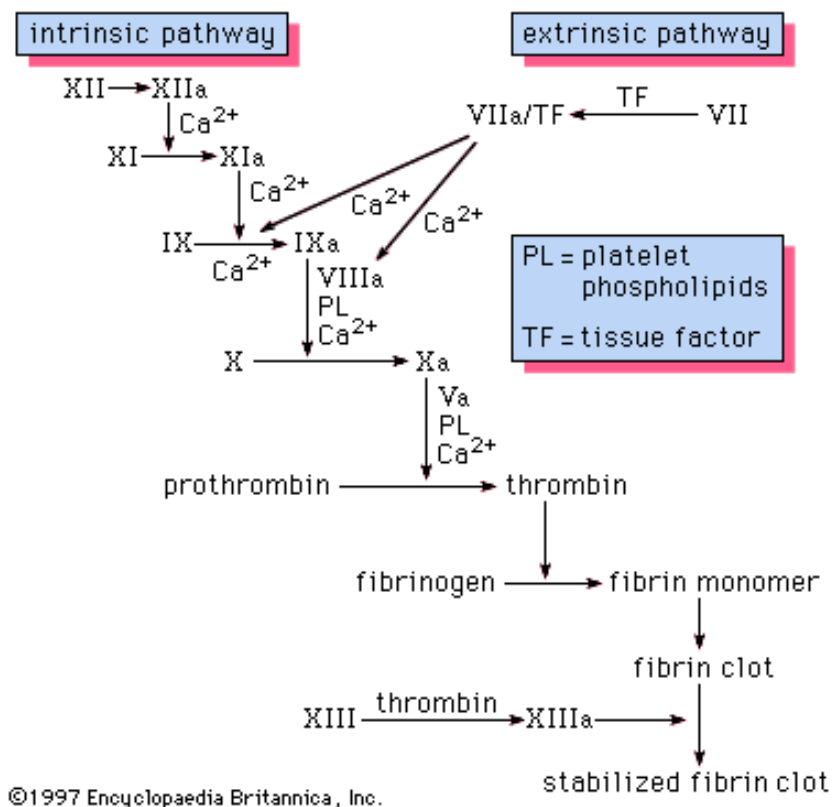 intrinsic pathway
extrinsic pathway
XII XIIa
TF
VIIa/TF VII
Ca2+
XI XIa
Ca2+
Ca2+
Ca2+
IX IXa
Ca2+
VIIIa
PL
Ca2+
PL = platelet
phospholipids
TF = tissue factor
X Xa
Va
PL
Ca2+
prothrombin thrombin
fibrinogen fibrin monomer
fibrin clot
thrombin
XIII XIIIa
stabilized fibrin clot
©1997 Encyclopaedia Britannica, Inc.